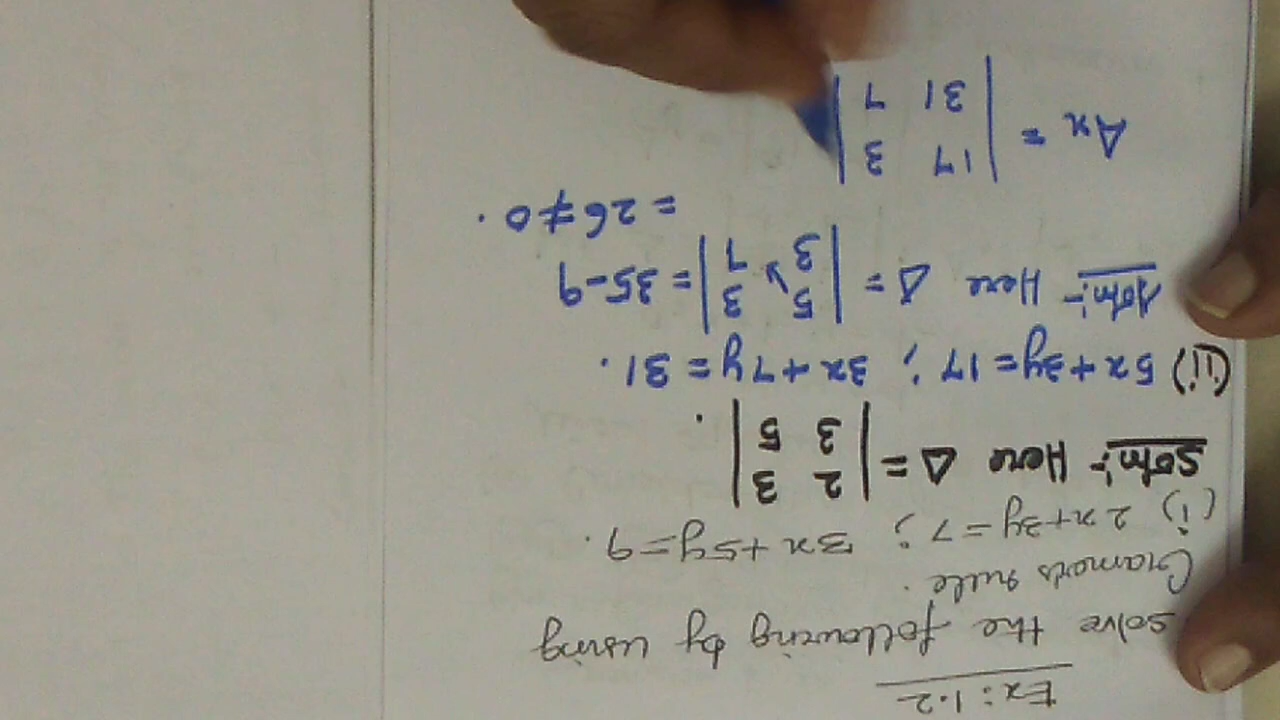 Ex: 1.2
solve the following by using
Cramer's rule.
(i) 2x+3y=7; 3x+5y=9.
Soln:- Here Δ = | 2 3 |
| 3 5 |.
(ii) 5x+3y=17; 3x+7y=31.
Soln:- Here Δ = | 5 3 | = 35-9
| 3 7 |
= 26≠0.
Δx = | 17 3 |
| 31 7 |